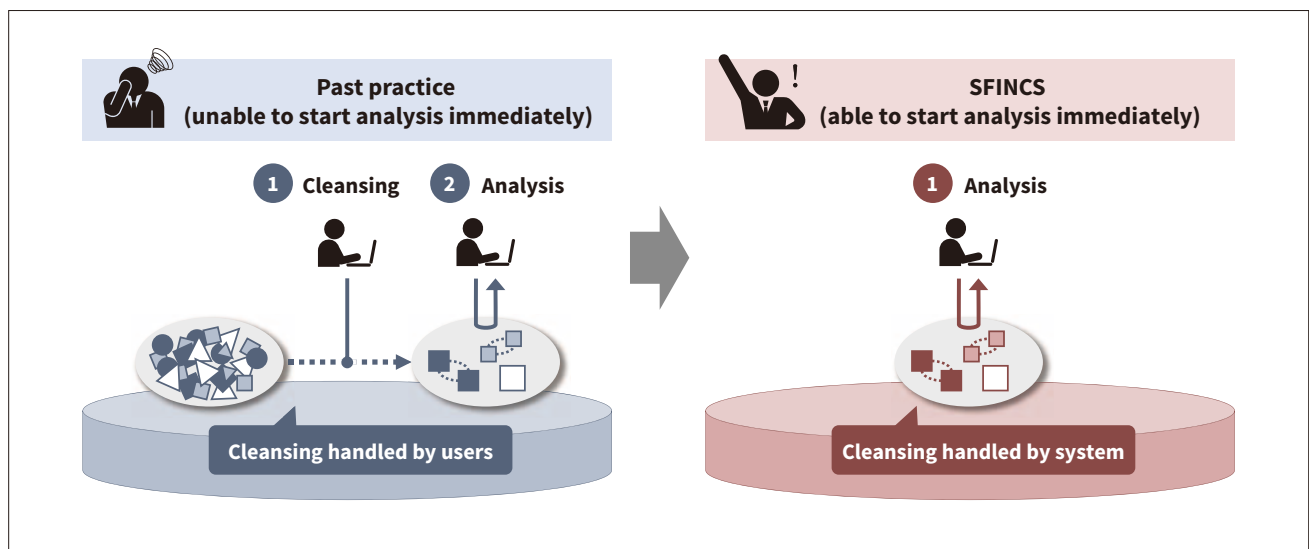 Past practice
(unable to start analysis immediately)
1 Cleansing
2 Analysis
Cleansing handled by users
!
SFINCS
(able to start analysis immediately)
1 Analysis
Cleansing handled by system